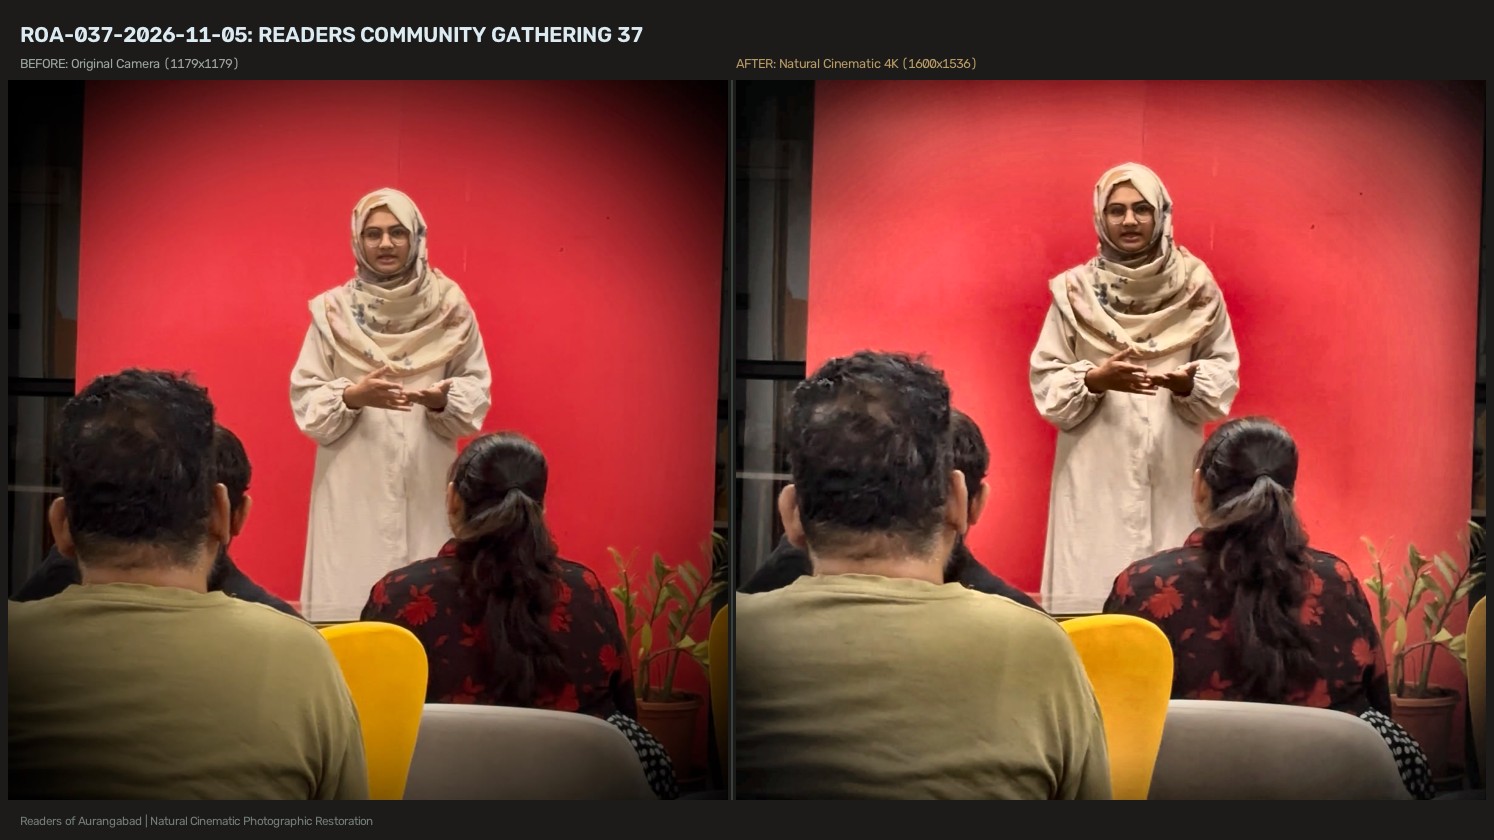 ROA-037-2026-11-05: READERS COMMUNITY GATHERING 37
BEFORE: Original Camera (1179x1179)
AFTER: Natural Cinematic 4K (1600x1536)
Readers of Aurangabad | Natural Cinematic Photographic Restoration